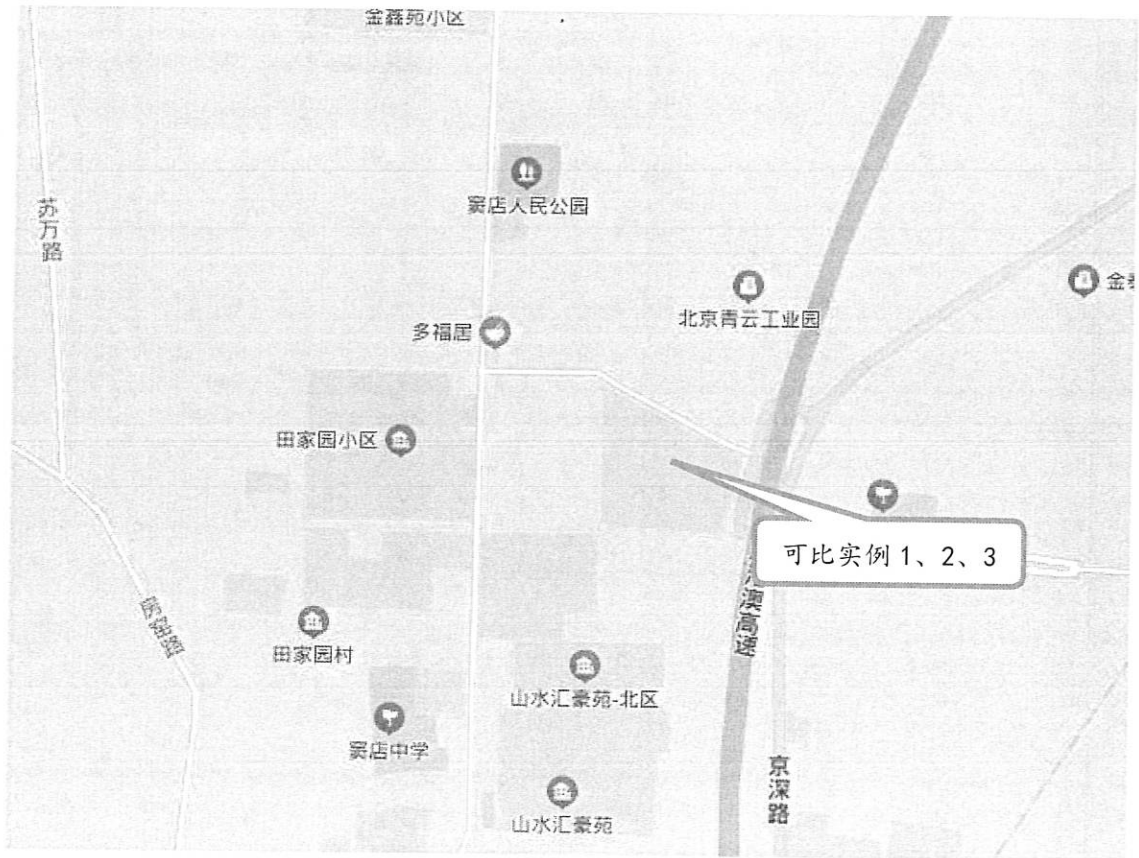 金鑫苑小区
苏万路
窦店人民公园
北京青云工业园
多福居
田家园小区
可比实例 1、2、3
澳高速
房窑路
田家园村
山水汇豪苑-北区
窦店中学
京深路
山水汇豪苑